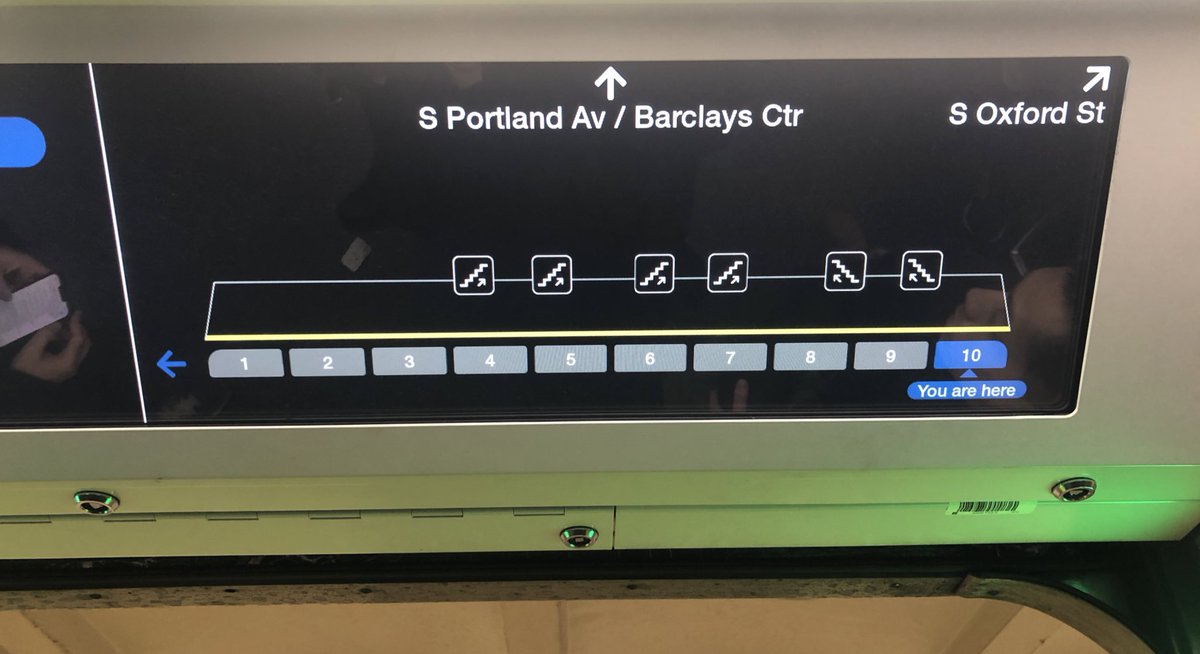 S Portland Av / Barclays Ctr
S Oxford St
1 2 3 4 5 6 7 8 9 10
You are here